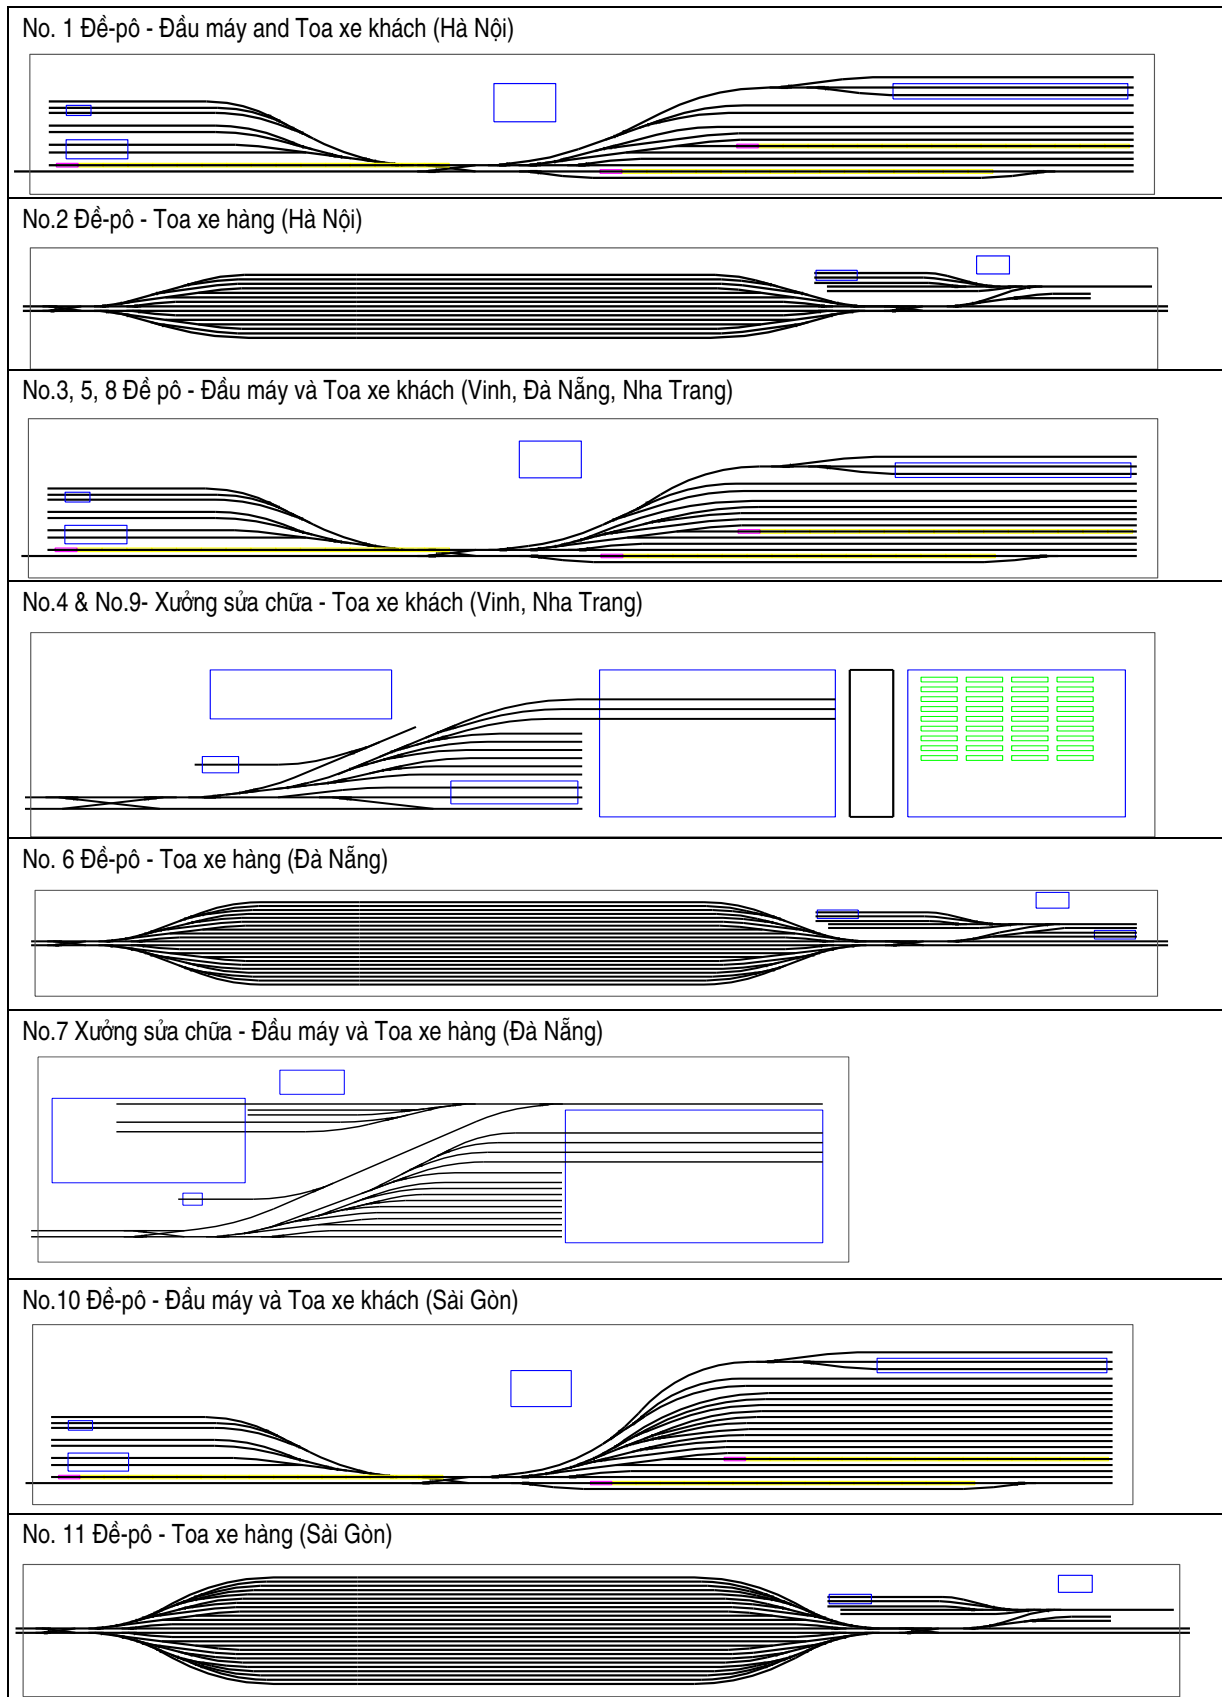 No. 1 Đề-pô - Đầu máy and Toa xe khách (Hà Nội)
No.2 Đề-pô - Toa xe hàng (Hà Nội)
No.3, 5, 8 Đề pô - Đầu máy và Toa xe khách (Vinh, Đà Nẵng, Nha Trang)
No.4 & No.9- Xưởng sửa chữa - Toa xe khách (Vinh, Nha Trang)
No. 6 Đề-pô - Toa xe hàng (Đà Nẵng)
No.7 Xưởng sửa chữa - Đầu máy và Toa xe hàng (Đà Nẵng)
No.10 Đề-pô - Đầu máy và Toa xe khách (Sài Gòn)
No. 11 Đề-pô - Toa xe hàng (Sài Gòn)